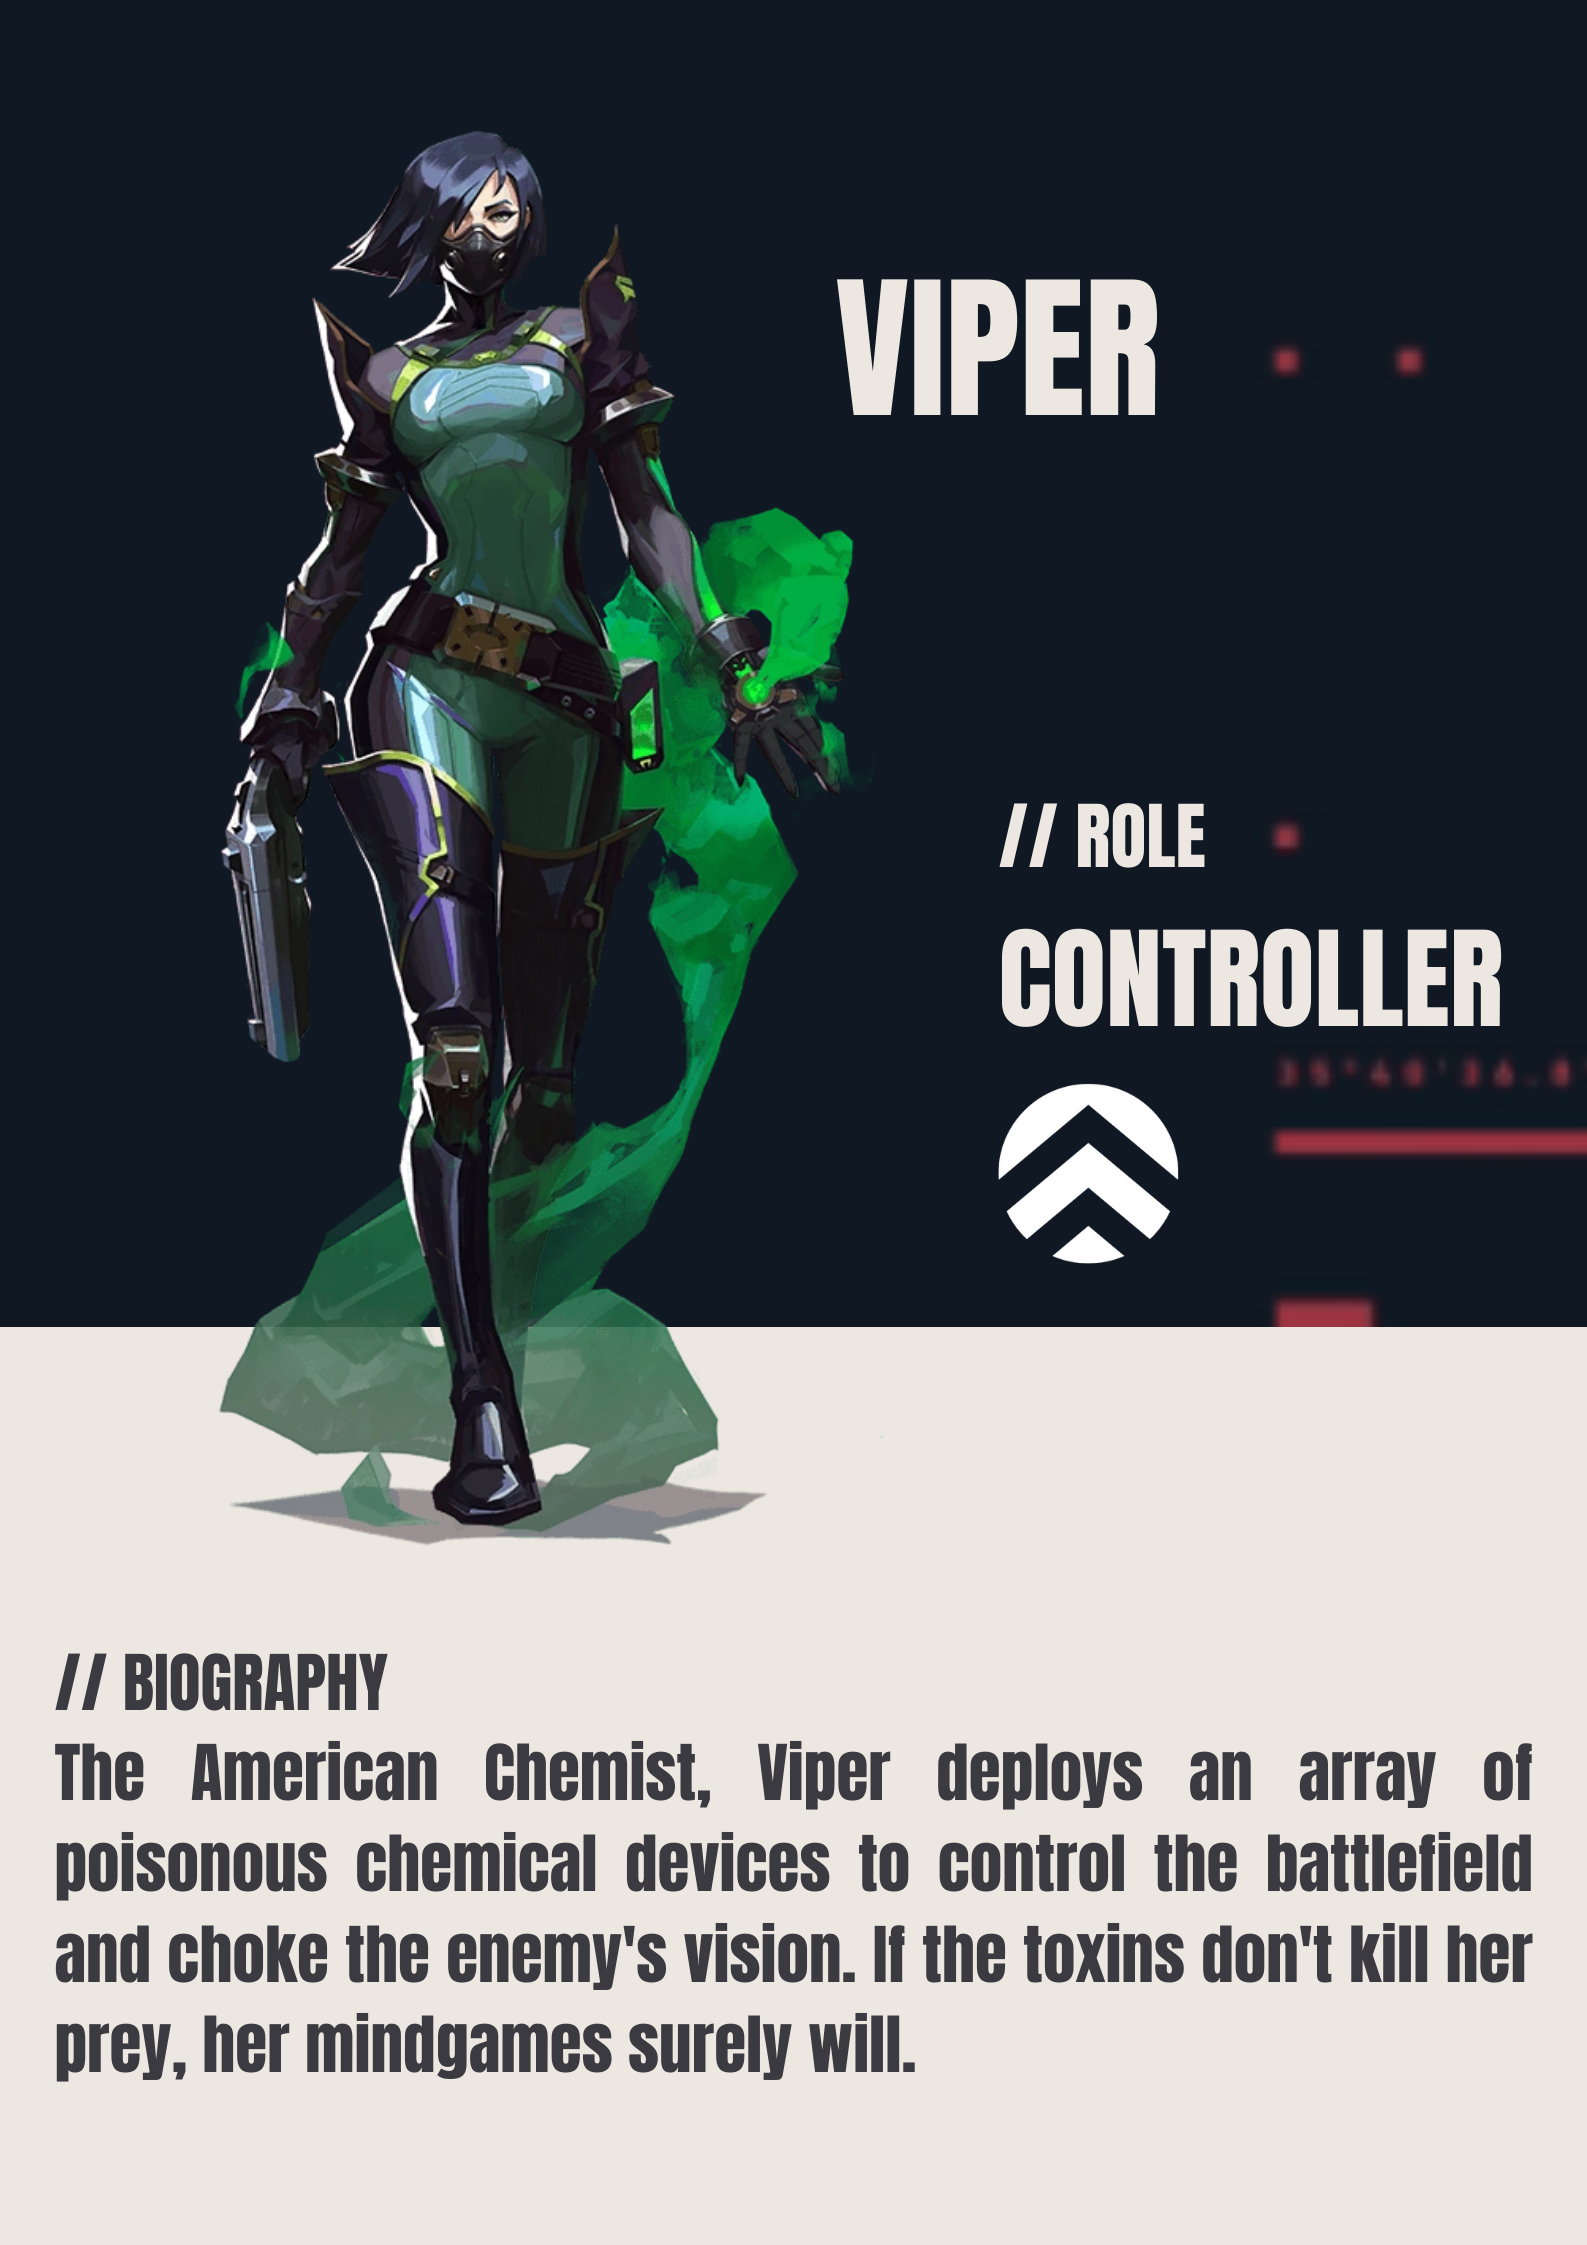 VIPER
// ROLE
CONTROLLER
// BIOGRAPHY
The American Chemist, Viper deploys an array of
poisonous chemical devices to control the battlefield
and choke the enemy's vision. If the toxins don't kill her
prey, her mindgames surely will.